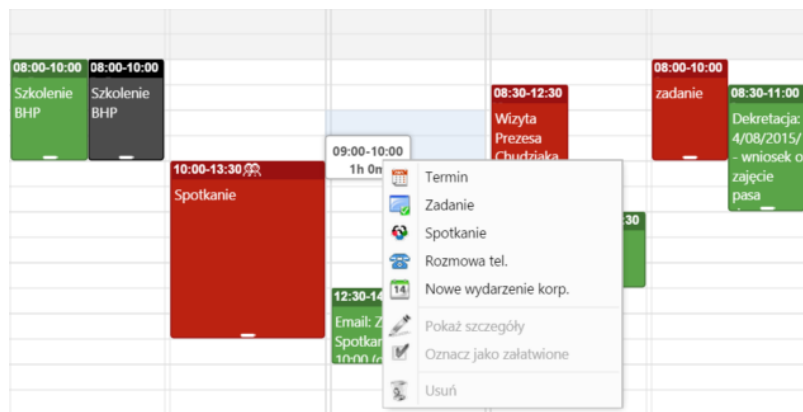 08:00-10:00
Szkolenie
BHP
08:00-10:00
Szkolenie
BHP
10:00-13:30
Spotkanie
09:00-10:00
1h 0m
12:30-14
Email: Z
Spotkan
10:00 (c
08:30-12:30
Wizyta
Prezesa
Chudziaka
:30
08:00-10:00
zadanie
08:30-11:00
Dekretacja:
4/08/2015/
- wniosek o
zajęcie
pasa
Termin
Zadanie
Spotkanie
Rozmowa tel.
14
Nowe wydarzenie korp.
Pokaż szczegóły
Oznacz jako załatwione
Usuń